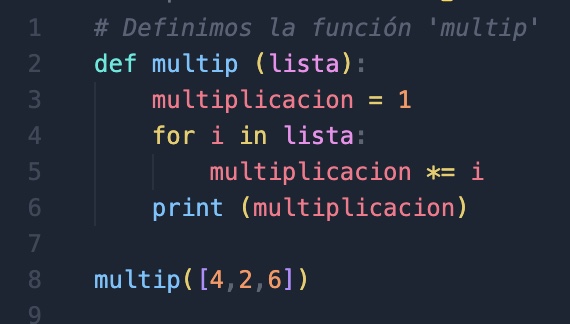 1 # Definimos la función 'multip'
2 def multip (lista):
3     multiplicacion = 1
4     for i in lista:
5         multiplicacion *= i
6     print (multiplicacion)
7
8 multip([4,2,6])
9